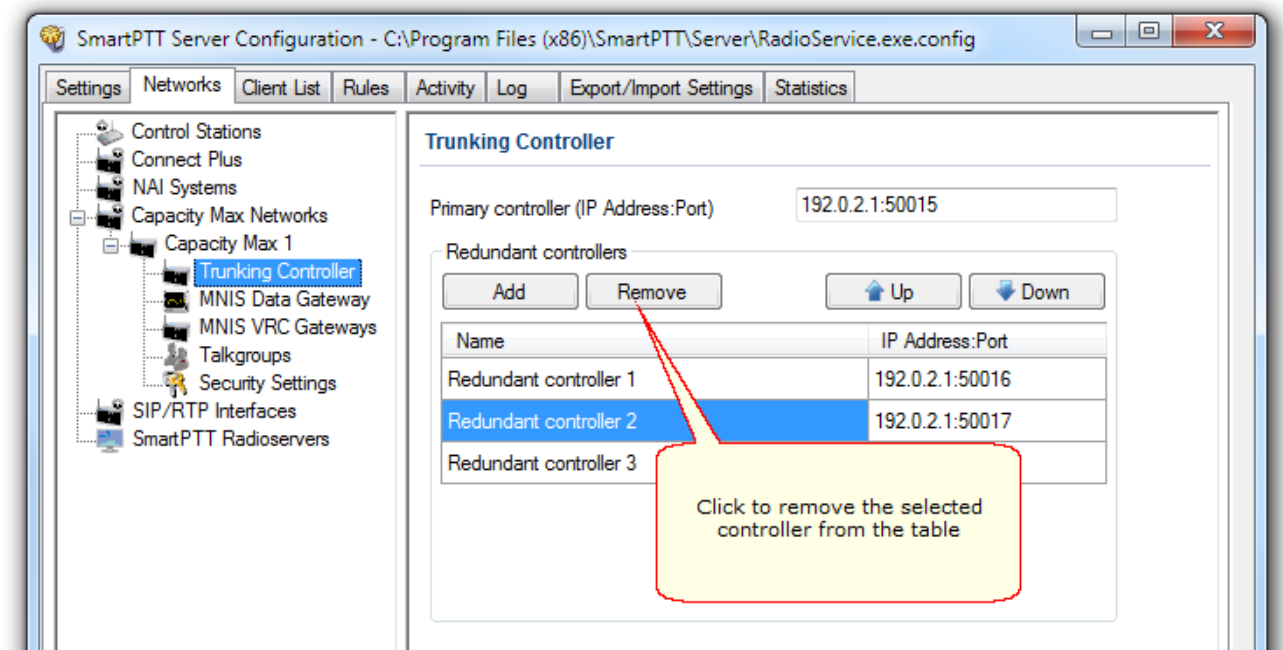 SmartPTT Server Configuration - C:\Program Files (x86)\SmartPTT\Server\RadioService.exe.config
Settings Networks Client List Rules Activity Log Export/Import Settings Statistics
Control Stations
Connect Plus
NAI Systems
Capacity Max Networks
Capacity Max 1
Trunking Controller
MNIS Data Gateway
MNIS VRC Gateways
Talkgroups
Security Settings
SIP/RTP Interfaces
SmartPTT Radioservers
Trunking Controller
Primary controller (IP Address:Port) 192.0.2.1:50015
Redundant controllers
Add Remove Up Down
Name IP Address:Port
Redundant controller 1 192.0.2.1:50016
Redundant controller 2 192.0.2.1:50017
Redundant controller 3
Click to remove the selected
controller from the table